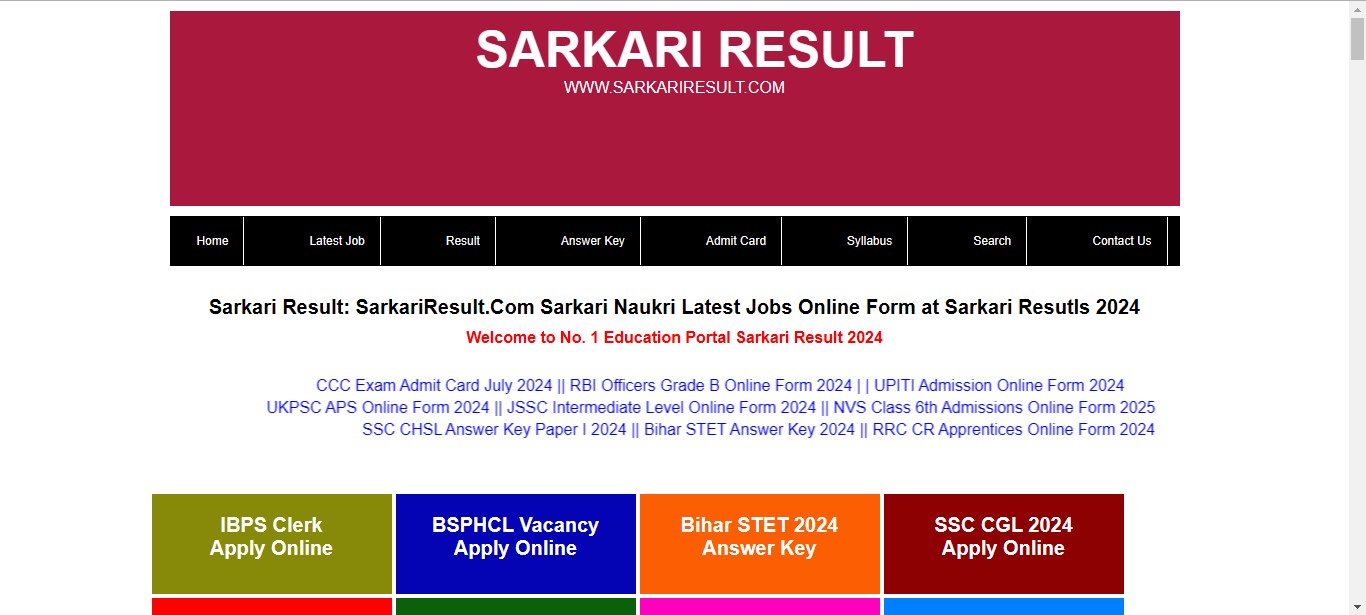 SARKARI RESULT
WWW.SARKARIRESULT.COM
Home Latest Job Result Answer Key Admit Card Syllabus Search Contact Us
Sarkari Result: SarkariResult.Com Sarkari Naukri Latest Jobs Online Form at Sarkari Resutls 2024
Welcome to No. 1 Education Portal Sarkari Result 2024
CCC Exam Admit Card July 2024 || RBI Officers Grade B Online Form 2024 | | UPITI Admission Online Form 2024
UKPSC APS Online Form 2024 || JSSC Intermediate Level Online Form 2024 || NVS Class 6th Admissions Online Form 2025
SSC CHSL Answer Key Paper I 2024 || Bihar STET Answer Key 2024 || RRC CR Apprentices Online Form 2024
IBPS Clerk
Apply Online
BSPHCL Vacancy
Apply Online
Bihar STET 2024
Answer Key
SSC CGL 2024
Apply Online